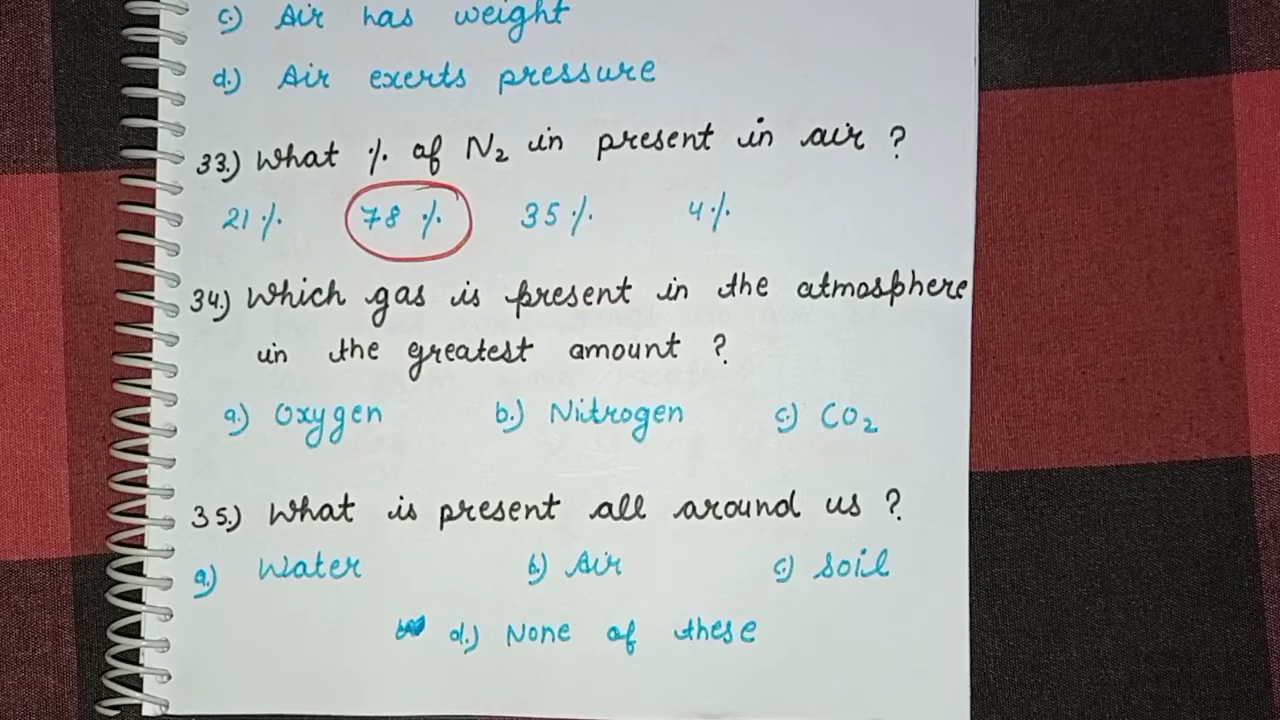 c.) Air has weight
d.) Air exerts pressure
33.) What % of N₂ in present in air ?
21% 78% 35% 4%
34.) Which gas is present in the atmosphere
in the greatest amount ?
a.) Oxygen b.) Nitrogen c.) CO₂
35.) What is present all around us ?
a.) Water b.) Air c.) Soil
d.) None of these